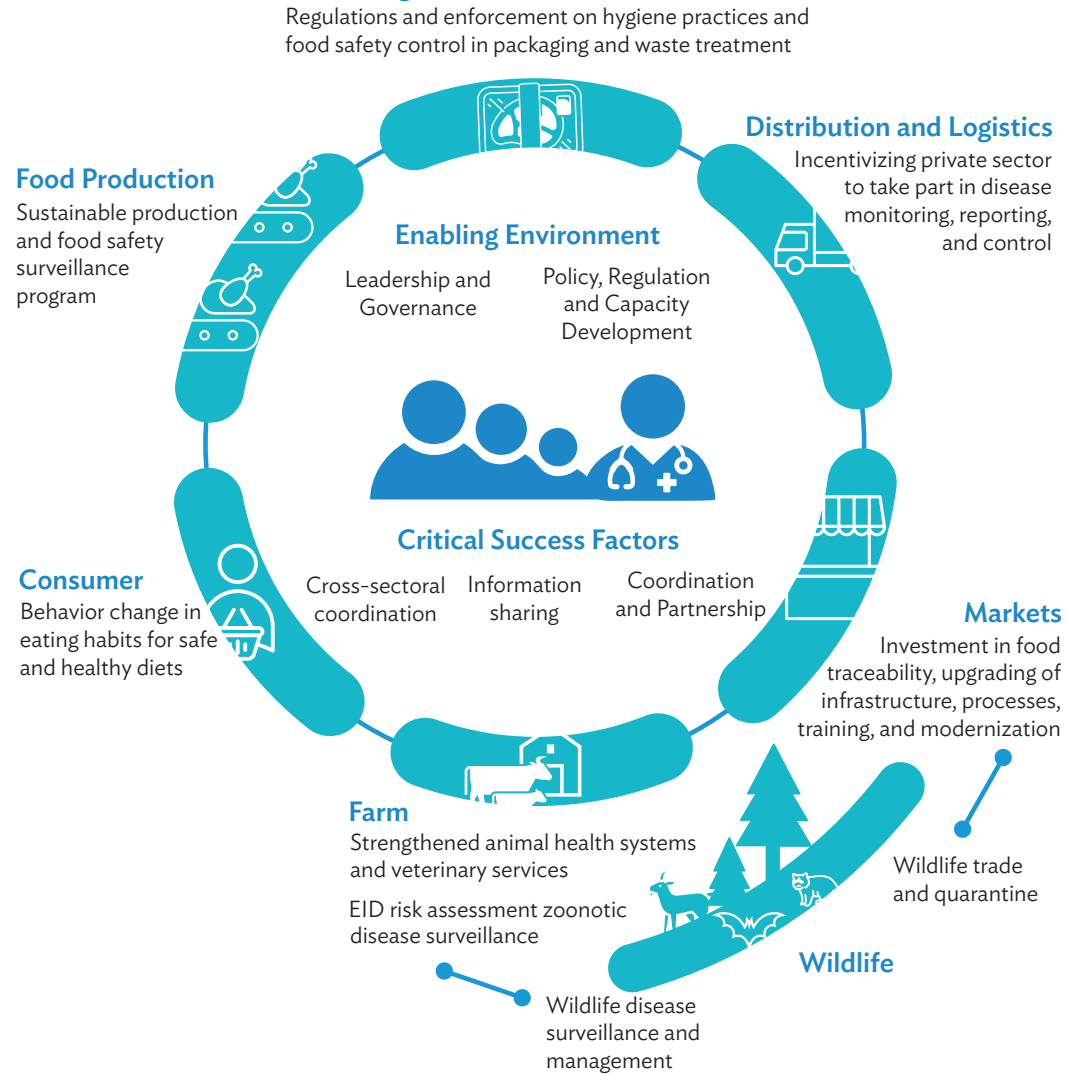 Regulations and enforcement on hygiene practices and
food safety control in packaging and waste treatment
Distribution and Logistics
Incentivizing private sector
to take part in disease
monitoring, reporting,
and control
Food Production
Sustainable production
and food safety
surveillance
program
Enabling Environment
Leadership and
Governance
Policy, Regulation
and Capacity
Development
Critical Success Factors
Cross-sectoral
coordination
Information
sharing
Coordination
and Partnership
Consumer
Behavior change in
eating habits for safe
and healthy diets
Markets
Investment in food
traceability, upgrading of
infrastructure, processes,
training, and modernization
Farm
Strengthened animal health systems
and veterinary services
EID risk assessment zoonotic
disease surveillance
Wildlife trade
and quarantine
Wildlife
Wildlife disease
surveillance and
management